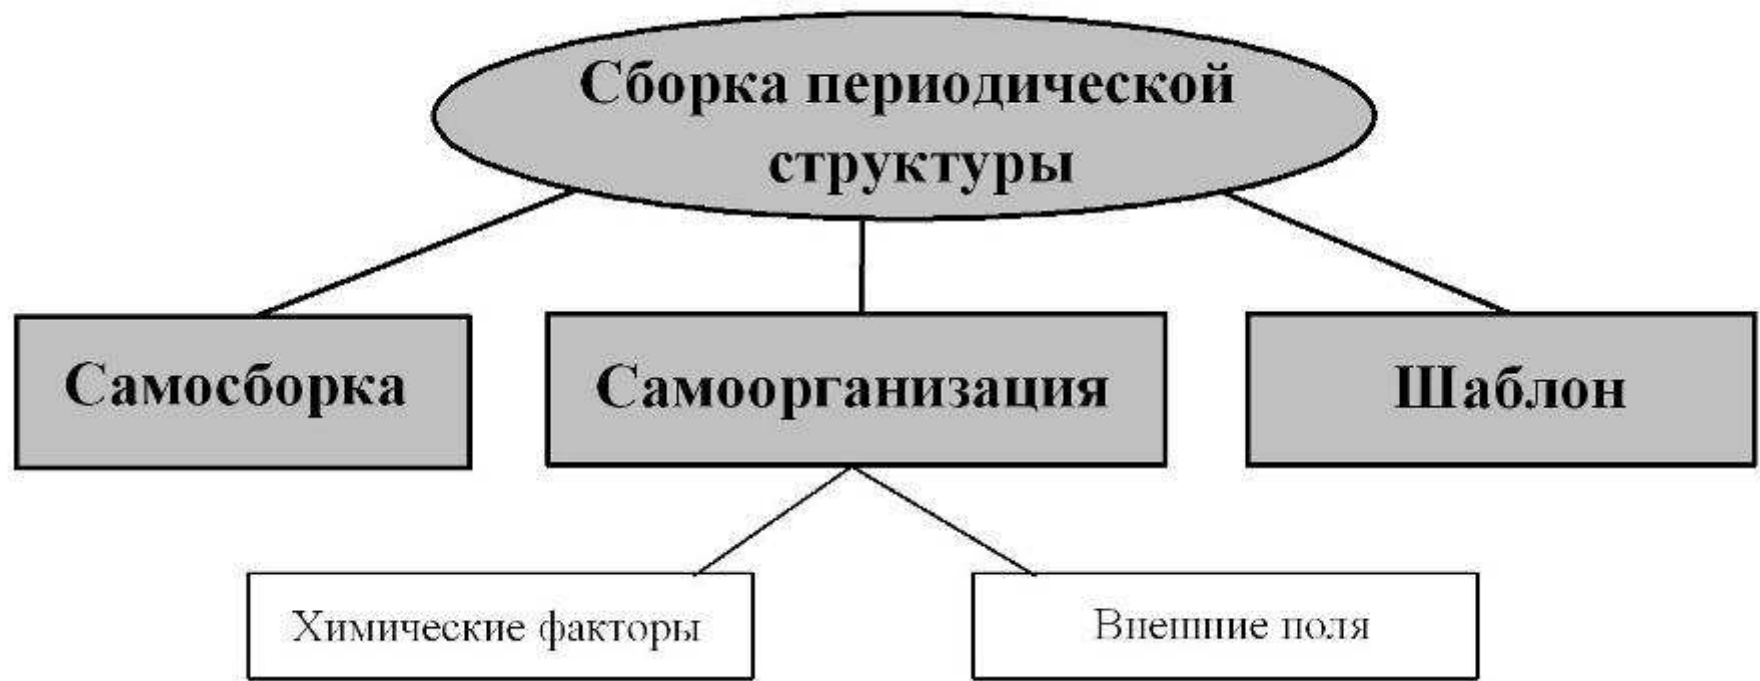 Сборка периодической
структуры
Самосборка
Самоорганизация
Шаблон
Химические факторы
Внешние поля